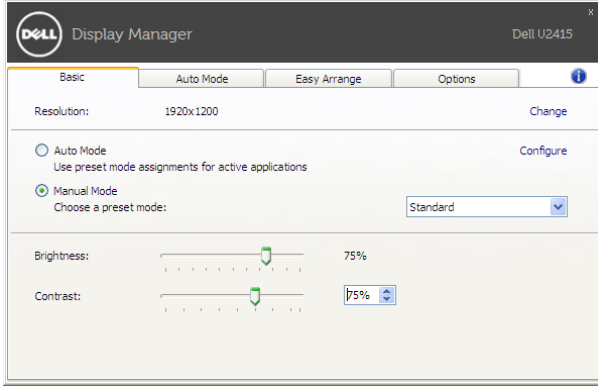 DELL Display Manager Dell U2415
x
Basic Auto Mode Easy Arrange Options i
Resolution: 1920x1200 Change
Auto Mode Configure
Use preset mode assignments for active applications
Manual Mode
Choose a preset mode: Standard
Brightness: 75%
Contrast: 75%